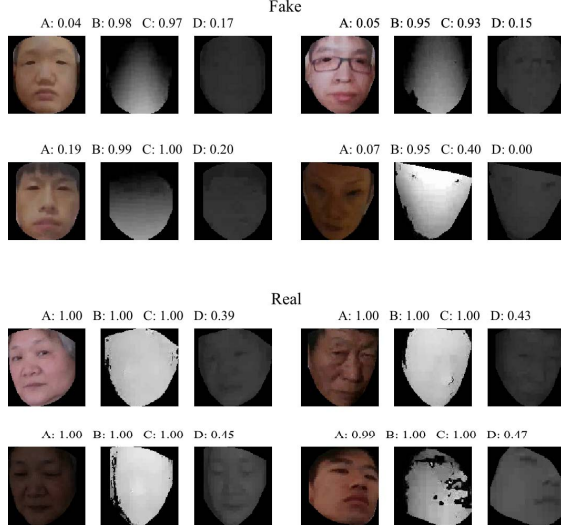 Fake
A: 0.04 B: 0.98 C: 0.97 D: 0.17
A: 0.05 B: 0.95 C: 0.93 D: 0.15
A: 0.19 B: 0.99 C: 1.00 D: 0.20
A: 0.07 B: 0.95 C: 0.40 D: 0.00
Real
A: 1.00 B: 1.00 C: 1.00 D: 0.39
A: 1.00 B: 1.00 C: 1.00 D: 0.43
A: 1.00 B: 1.00 C: 1.00 D: 0.45
A: 0.99 B: 1.00 C: 1.00 D: 0.47